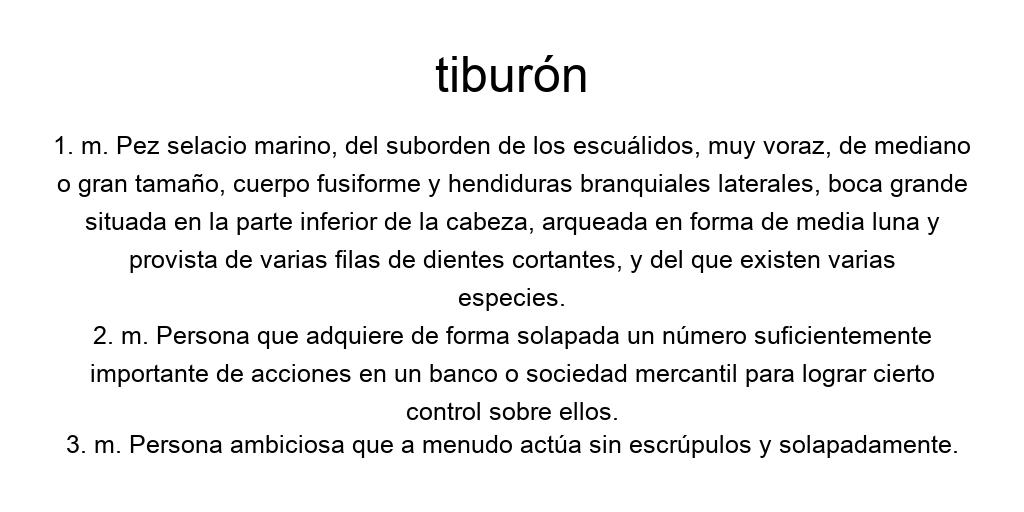 tiburón
1. m. Pez selacio marino, del suborden de los escuálidos, muy voraz, de mediano
o gran tamaño, cuerpo fusiforme y hendiduras branquiales laterales, boca grande
situada en la parte inferior de la cabeza, arqueada en forma de media luna y
provista de varias filas de dientes cortantes, y del que existen varias
especies.
2. m. Persona que adquiere de forma solapada un número suficientemente
importante de acciones en un banco o sociedad mercantil para lograr cierto
control sobre ellos.
3. m. Persona ambiciosa que a menudo actúa sin escrúpulos y solapadamente.